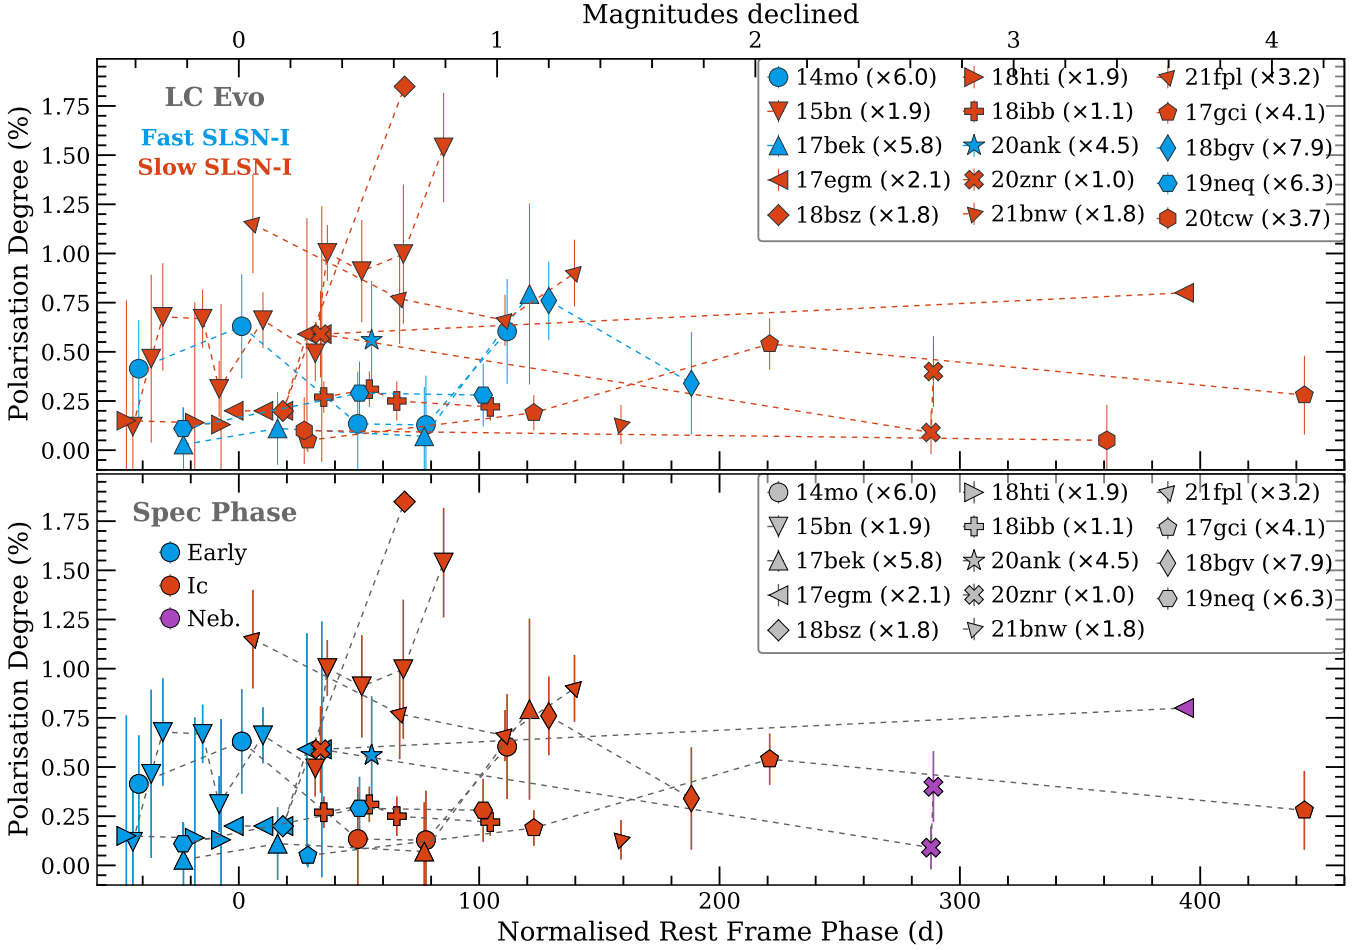 Magnitudes declined
0 1 2 3 4
Polarisation Degree (%)
1.75
1.50
1.25
1.00
0.75
0.50
0.25
0.00
LC Evo
Fast SLSN-I
Slow SLSN-I
14mo (×6.0) 18hti (×1.9) 21fpl (×3.2)
15bn (×1.9) 18ibb (×1.1) 17gci (×4.1)
17bek (×5.8) 20ank (×4.5) 18bgv (×7.9)
17egm (×2.1) 20znr (×1.0) 19neq (×6.3)
18bsz (×1.8) 21bnw (×1.8) 20tcw (×3.7)
Polarisation Degree (%)
1.75
1.50
1.25
1.00
0.75
0.50
0.25
0.00
Spec Phase
Early
Ic
Neb.
14mo (×6.0) 18hti (×1.9) 21fpl (×3.2)
15bn (×1.9) 18ibb (×1.1) 17gci (×4.1)
17bek (×5.8) 20ank (×4.5) 18bgv (×7.9)
17egm (×2.1) 20znr (×1.0) 19neq (×6.3)
18bsz (×1.8) 21bnw (×1.8)
0 100 200 300 400
Normalised Rest Frame Phase (d)